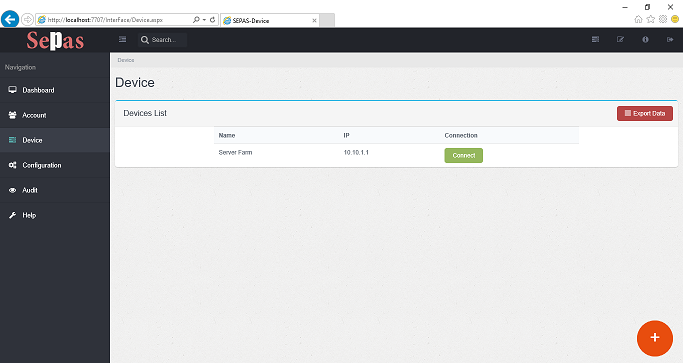 http://localhost:7707/InterFace/Device.aspx
SEPAS-Device
Sepas
Search...
Navigation
Dashboard
Account
Device
Configuration
Audit
Help
Device
Device
Devices List
Export Data
Name IP Connection
Server Farm 10.10.1.1 Connect
+